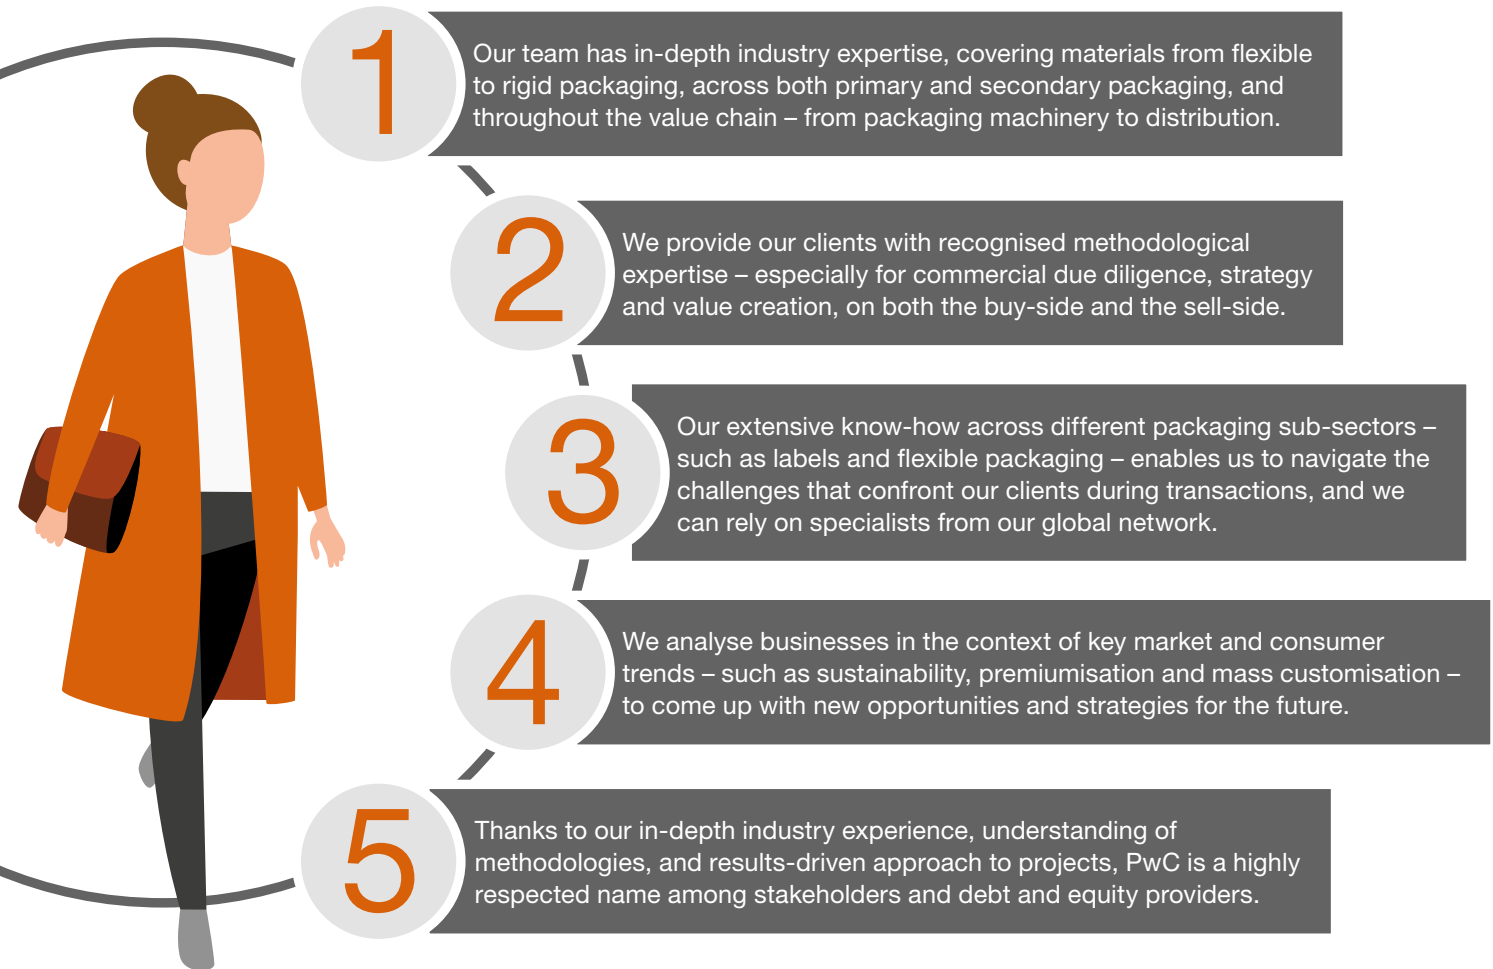 1
Our team has in-depth industry expertise, covering materials from flexible
to rigid packaging, across both primary and secondary packaging, and
throughout the value chain – from packaging machinery to distribution.
2
We provide our clients with recognised methodological
expertise – especially for commercial due diligence, strategy
and value creation, on both the buy-side and the sell-side.
3
Our extensive know-how across different packaging sub-sectors –
such as labels and flexible packaging – enables us to navigate the
challenges that confront our clients during transactions, and we
can rely on specialists from our global network.
4
We analyse businesses in the context of key market and consumer
trends – such as sustainability, premiumisation and mass customisation –
to come up with new opportunities and strategies for the future.
5
Thanks to our in-depth industry experience, understanding of
methodologies, and results-driven approach to projects, PwC is a highly
respected name among stakeholders and debt and equity providers.